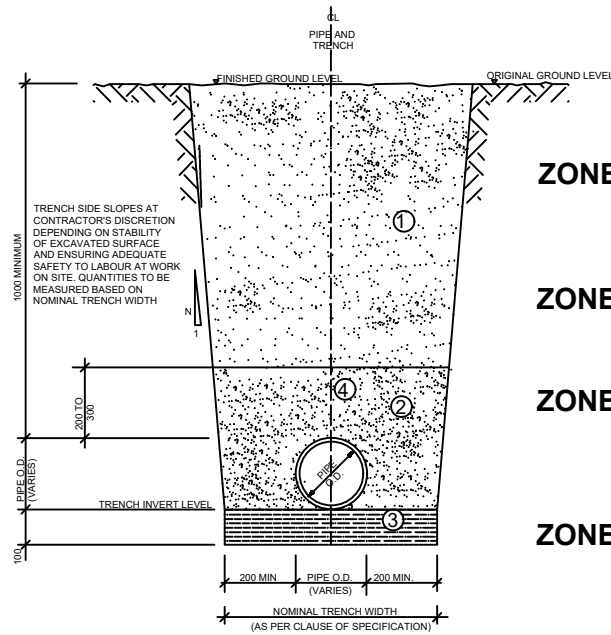 CL
PIPE AND
TRENCH
FINISHED GROUND LEVEL
ORIGINAL GROUND LEVEL
ZONE
1
TRENCH SIDE SLOPES AT
CONTRACTOR'S DISCRETION
DEPENDING ON STABILITY
OF EXCAVATED SURFACE
AND ENSURING ADEQUATE
SAFETY TO LABOUR AT WORK
ON SITE. QUANTITIES TO BE
MEASURED BASED ON
NOMINAL TRENCH WIDTH
1000 MINIMUM
N
1
ZONE
200 TO
300
4
2
ZONE
PIPE O.D.
(VARIES)
PIPE
O.D.
TRENCH INVERT LEVEL
3
ZONE
100
200 MIN
PIPE O.D.
(VARIES)
200 MIN.
NOMINAL TRENCH WIDTH
(AS PER CLAUSE OF SPECIFICATION)